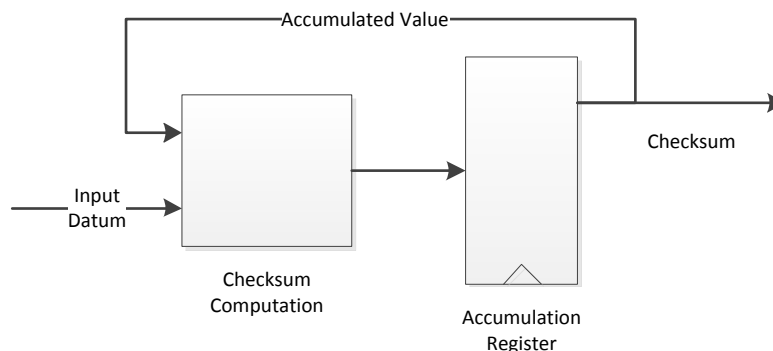 Accumulated Value
Checksum
Input
Datum
Checksum
Computation
Accumulation
Register